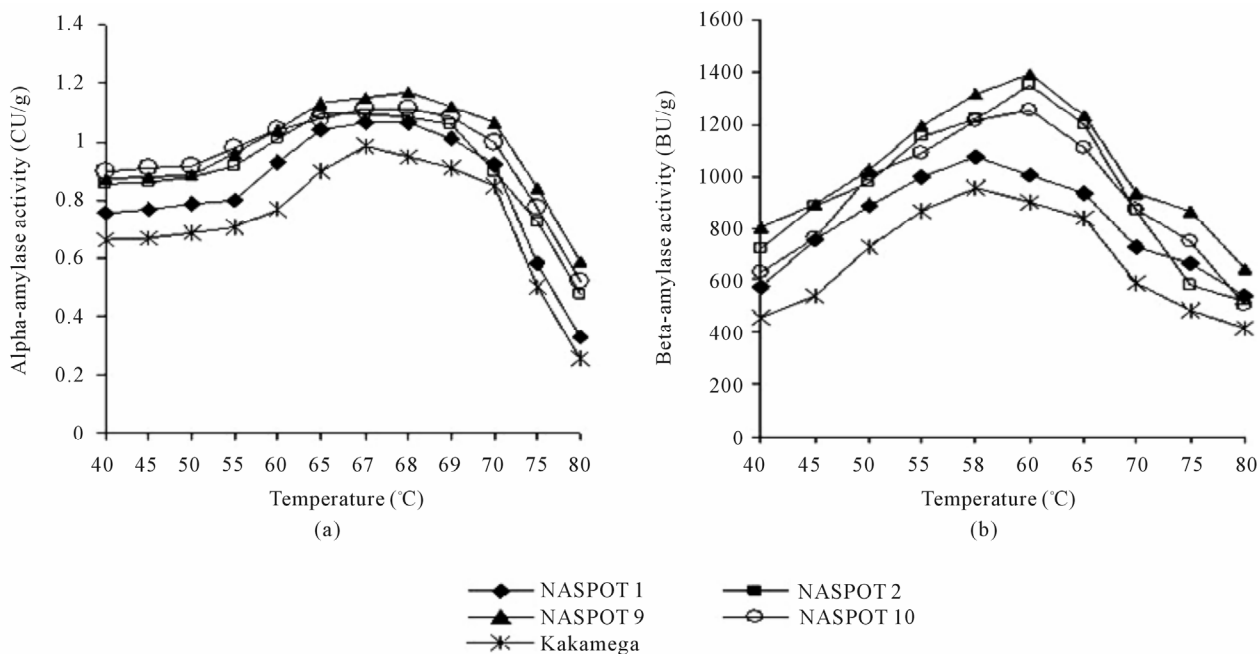 Alpha-amylase activity (CU/g)
1.4
1.2
1
0.8
0.6
0.4
0.2
0
40 45 50 55 60 65 67 68 69 70 75 80
Temperature (°C)
(a)
Beta-amylase activity (BU/g)
1600
1400
1200
1000
800
600
400
200
0
40 45 50 55 58 60 65 70 75 80
Temperature (°C)
(b)
NASPOT 1 NASPOT 2
NASPOT 9 NASPOT 10
Kakamega